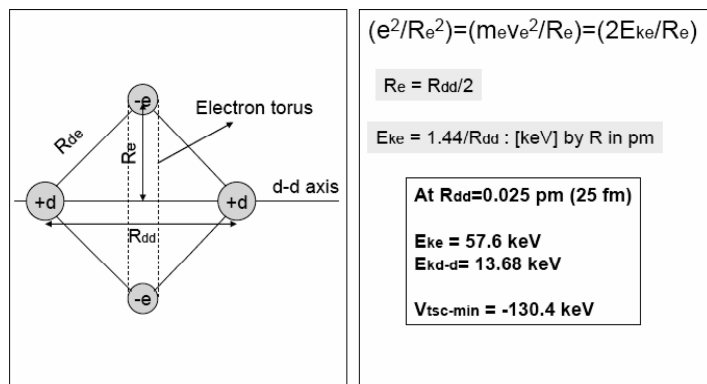 -e
Electron torus
Rde
Re
d-d axis
+d
+d
Rdd
-e
(e²/Re²)=(meve²/Re)=(2Eke/Re)
Re = Rdd/2
Eke = 1.44/Rdd : [keV] by R in pm
At Rdd=0.025 pm (25 fm)
Eke = 57.6 keV
Ekd-d= 13.68 keV
Vtsc-min = -130.4 keV